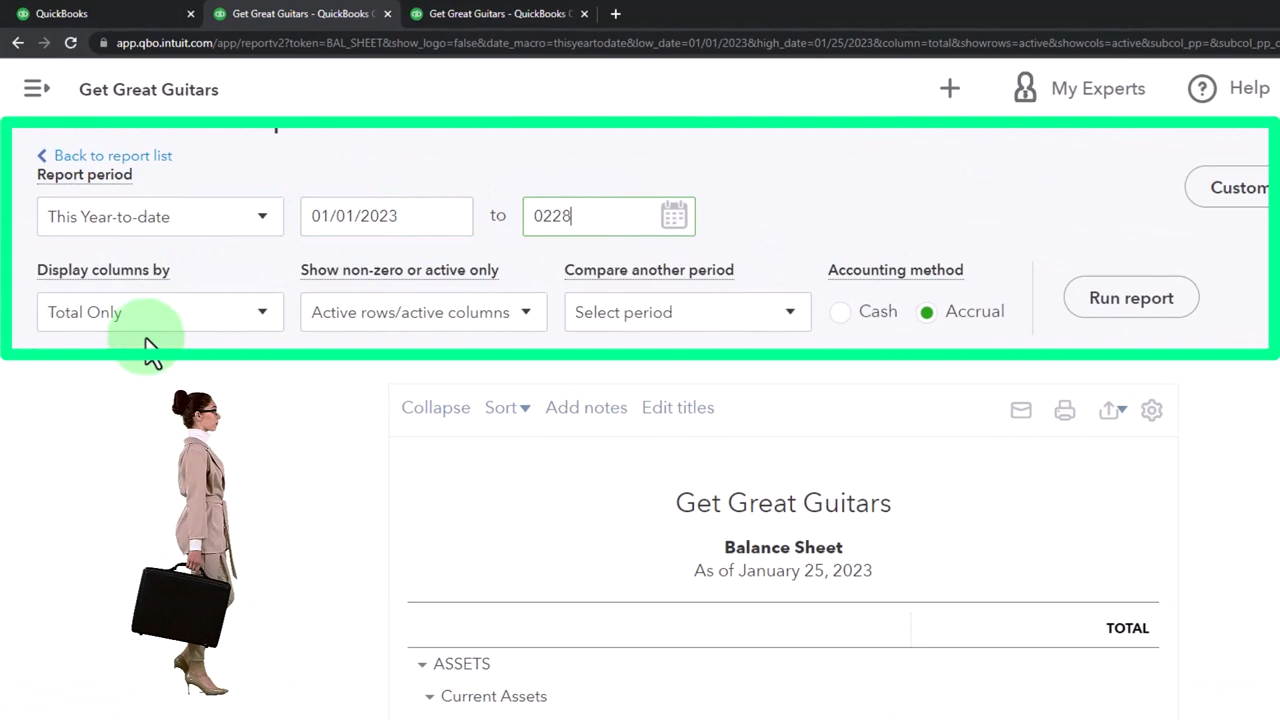 QuickBooks
Get Great Guitars - QuickBooks
Get Great Guitars - QuickBooks
app.qbo.intuit.com/app/reportv2?token=BAL_SHEET&show_logo=false&date_macro=thisyeartodate&low_date=01/01/2023&high_date=01/25/2023&column=total&showrows=active&showcols=active&subcol_pp=&subcol_pp_c
Get Great Guitars
My Experts
Help
Back to report list
Report period
This Year-to-date
01/01/2023
to
0228
Custom
Display columns by
Show non-zero or active only
Compare another period
Accounting method
Total Only
Active rows/active columns
Select period
Cash
Accrual
Run report
Collapse
Sort
Add notes
Edit titles
Get Great Guitars
Balance Sheet
As of January 25, 2023
TOTAL
ASSETS
Current Assets